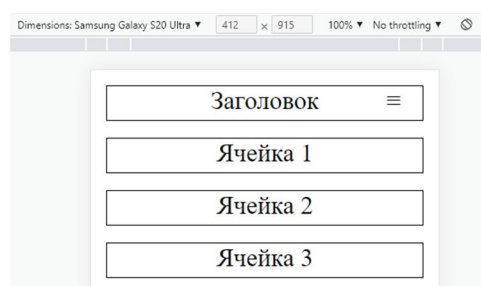 Dimensions: Samsung Galaxy S20 Ultra ▼ 412 × 915 100% ▼ No throttling ▼
Заголовок
Ячейка 1
Ячейка 2
Ячейка 3